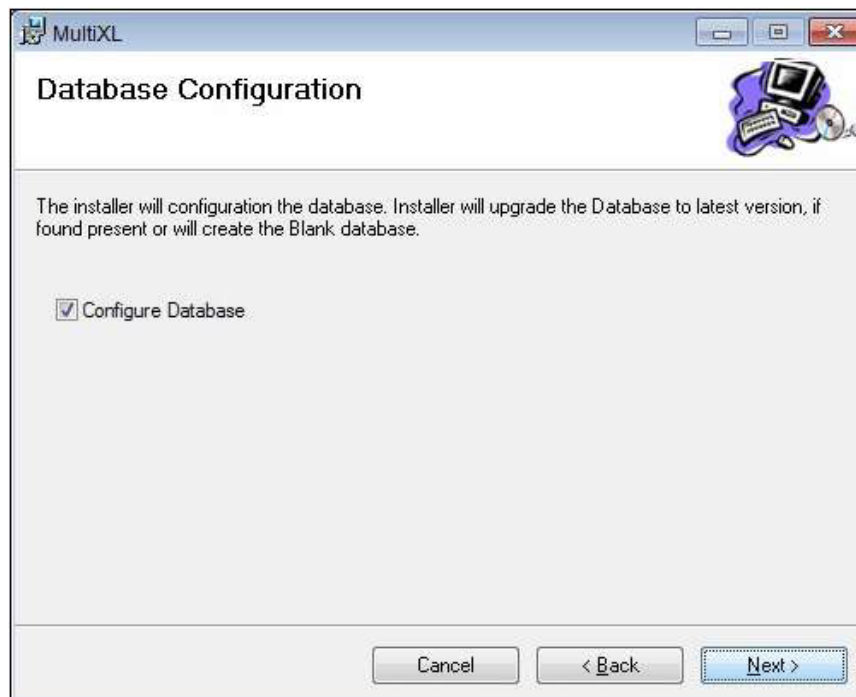 MultiXL
Database Configuration
The installer will configuration the database. Installer will upgrade the Database to latest version, if
found present or will create the Blank database.
Configure Database
Cancel
< Back
Next >